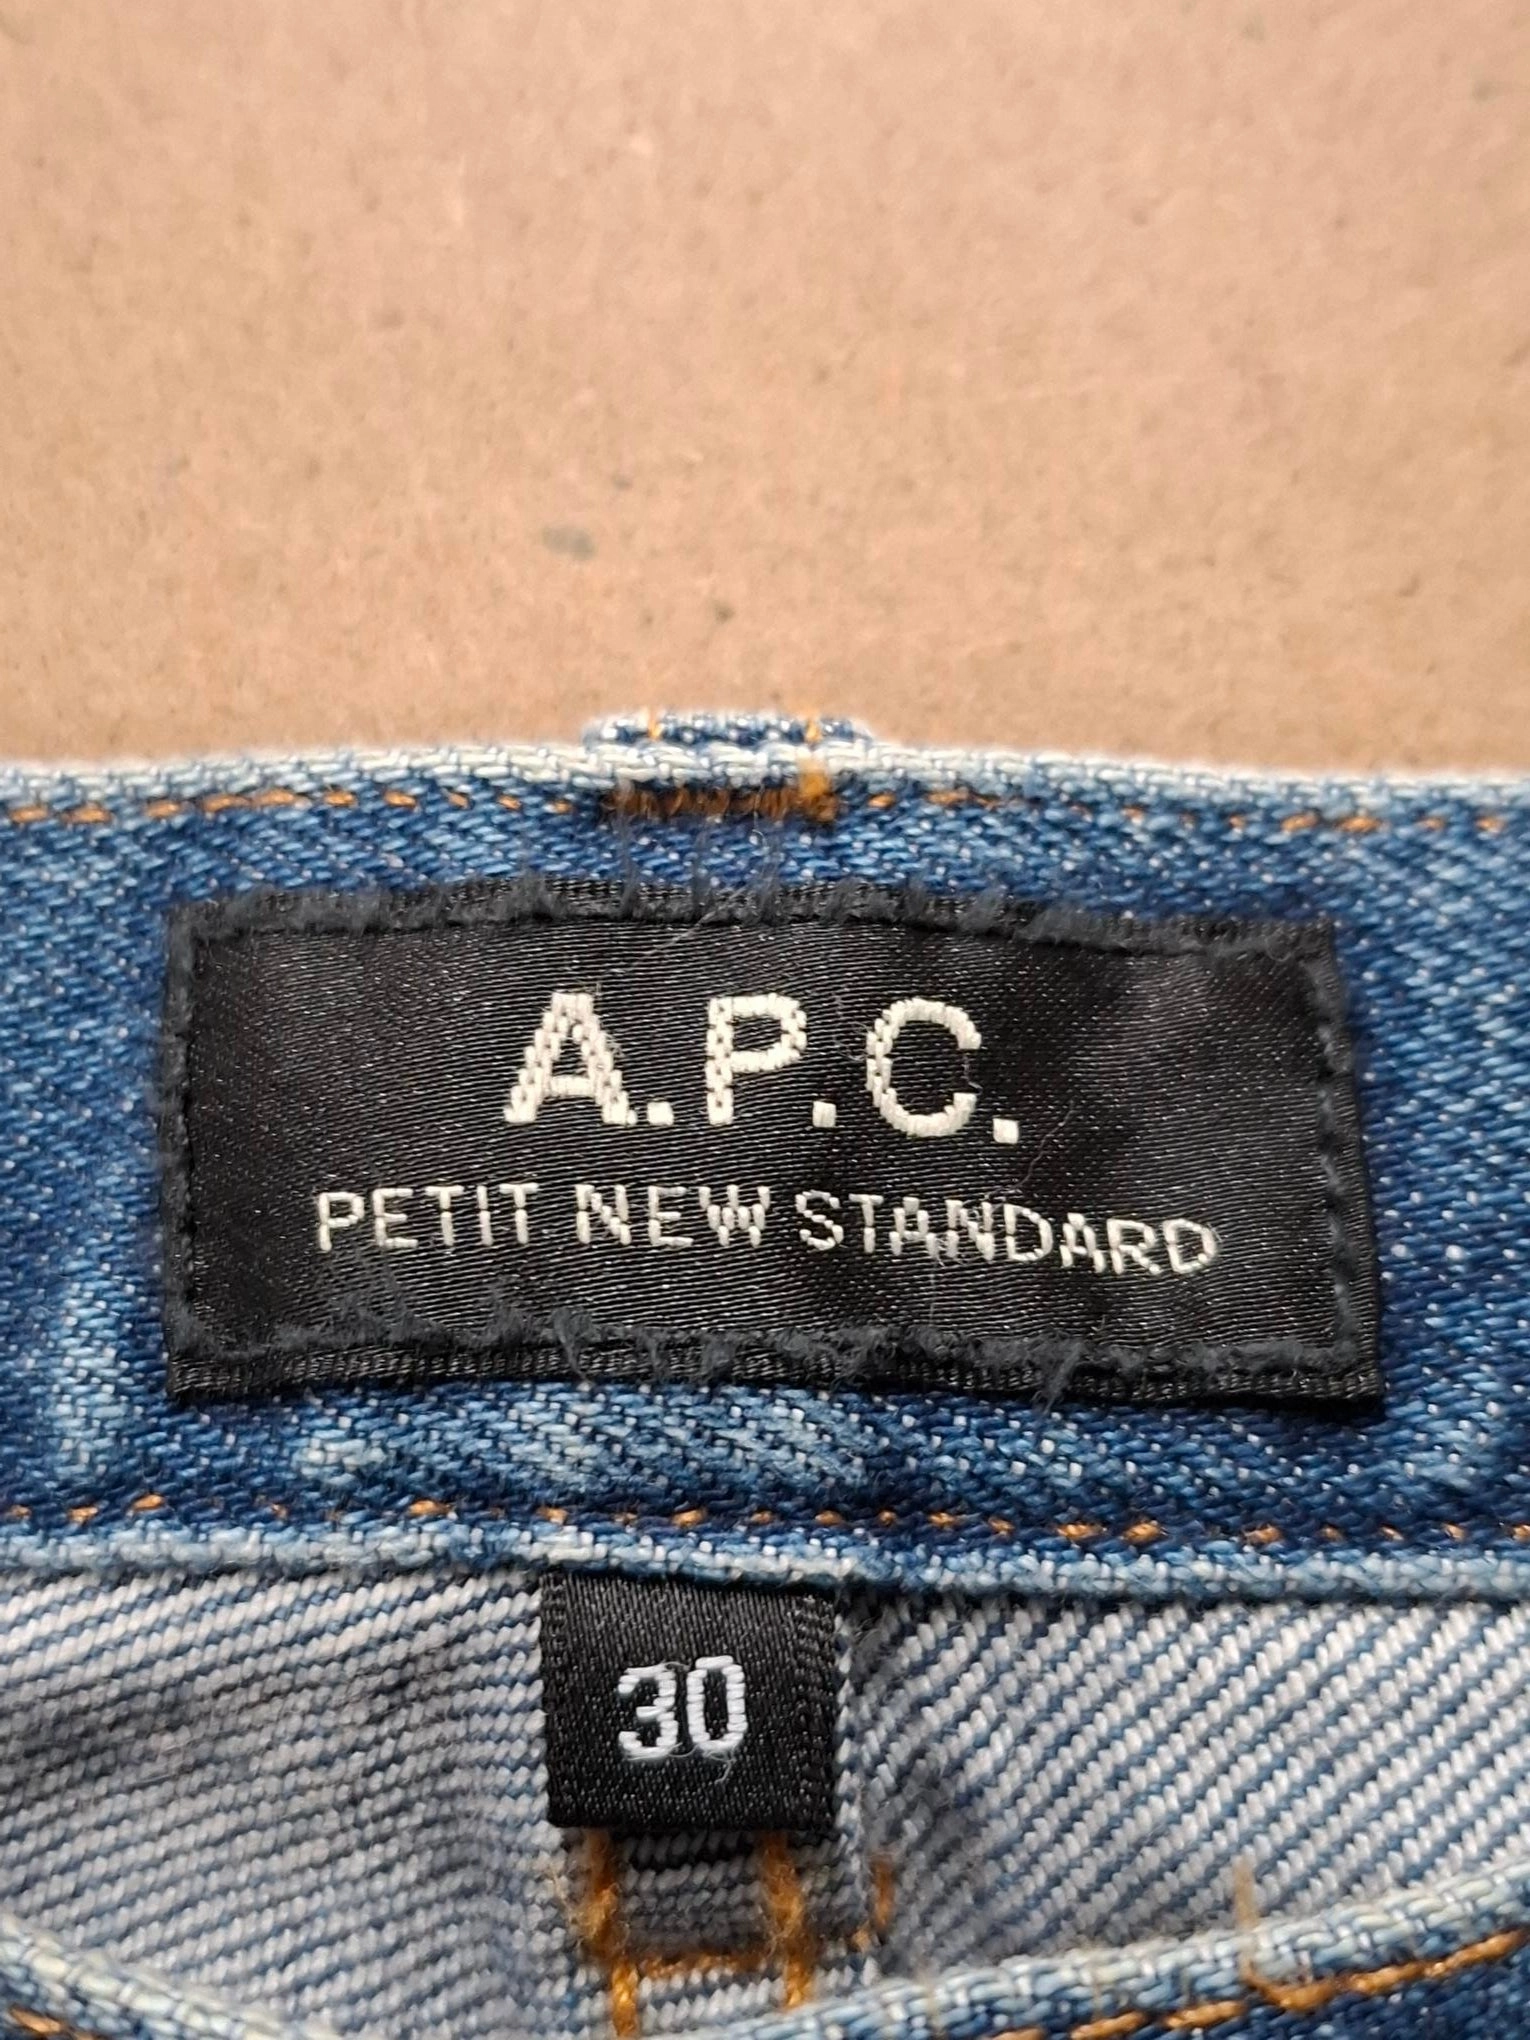 A.P.C.
PETIT NEW STANDARD
30